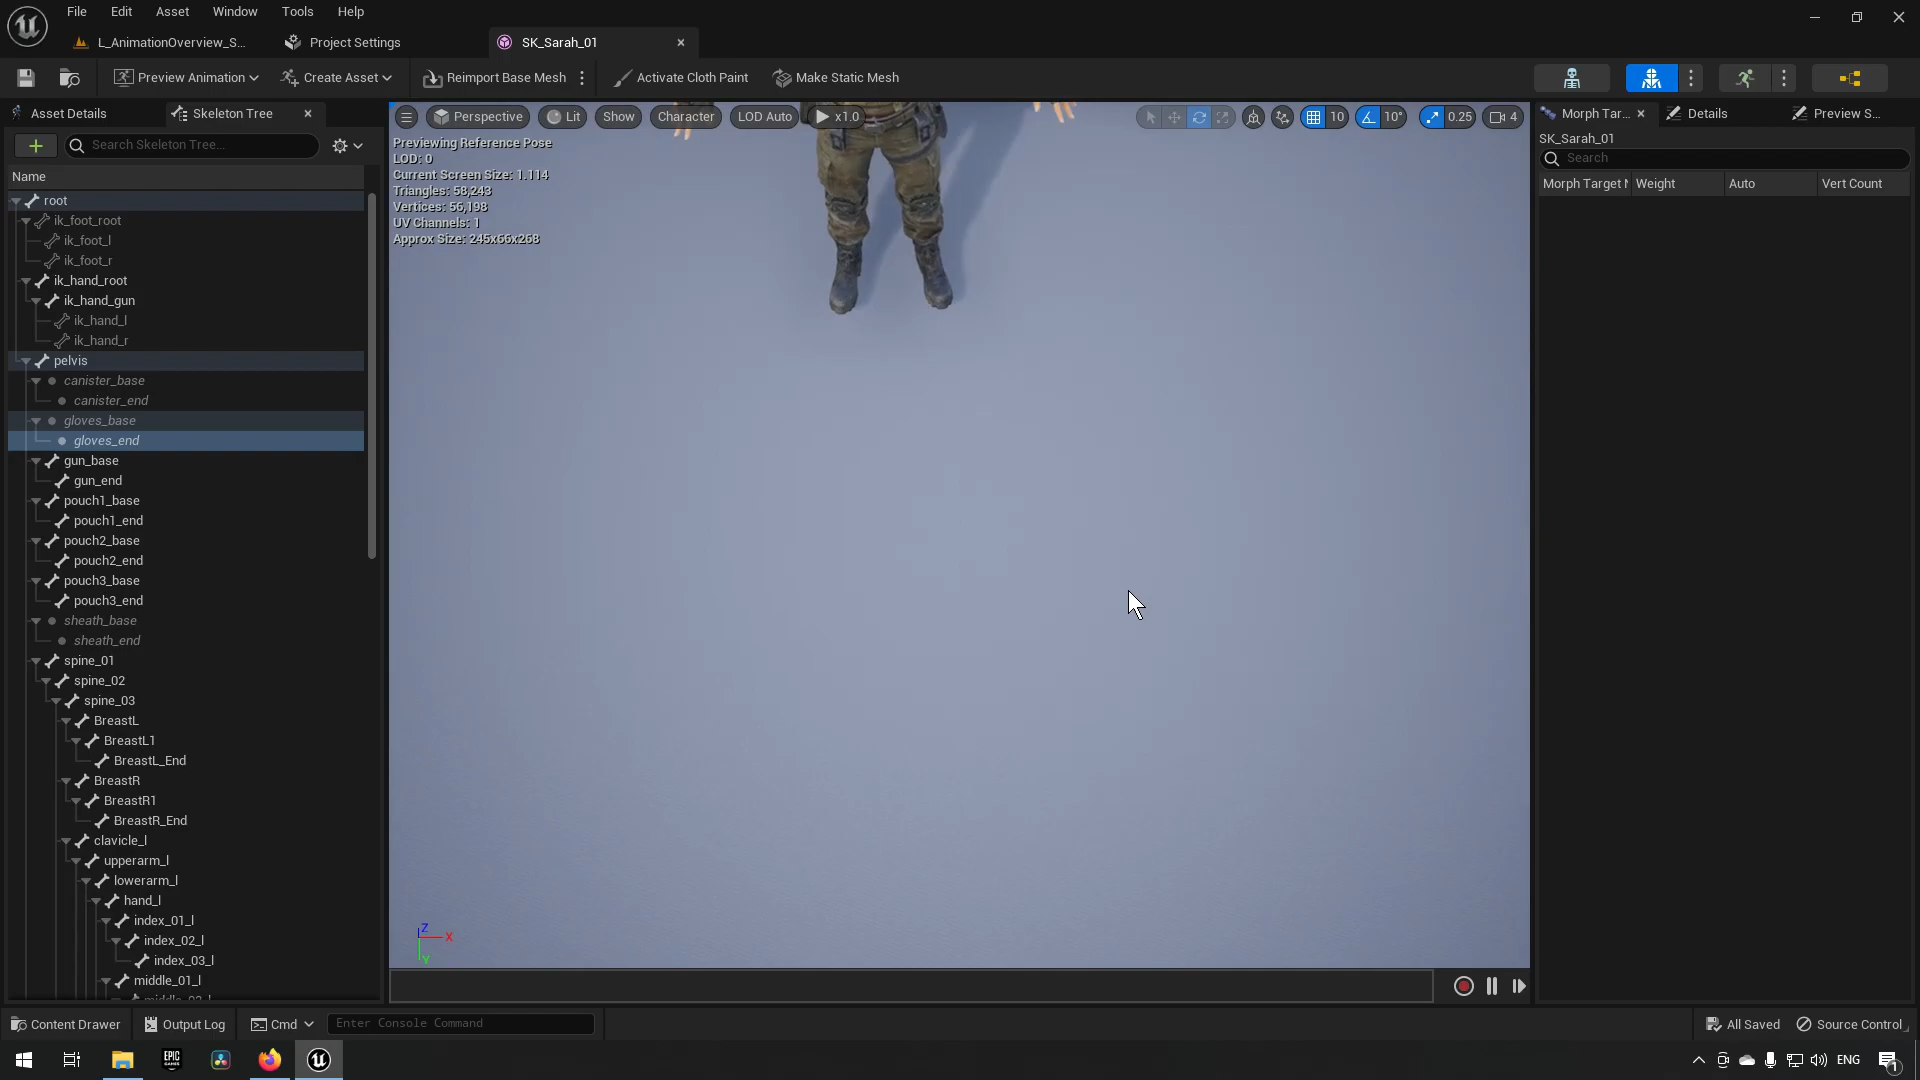 File Edit Asset Window Tools Help
L_AnimationOverview_S...
Project Settings
SK_Sarah_01
Preview Animation
Create Asset
Reimport Base Mesh
Activate Cloth Paint
Make Static Mesh
Asset Details
Skeleton Tree
Search Skeleton Tree...
Name
root
ik_foot_root
ik_foot_l
ik_foot_r
ik_hand_root
ik_hand_gun
ik_hand_l
ik_hand_r
pelvis
canister_base
canister_end
gloves_base
gloves_end
gun_base
gun_end
pouch1_base
pouch1_end
pouch2_base
pouch2_end
pouch3_base
pouch3_end
sheath_base
sheath_end
spine_01
spine_02
spine_03
BreastL
BreastL1
BreastL_End
BreastR
BreastR1
BreastR_End
clavicle_l
upperarm_l
lowerarm_l
hand_l
index_01_l
index_02_l
index_03_l
middle_01_l
Perspective
Lit
Show
Character
LOD Auto
x1.0
10
10°
0.25
4
Previewing Reference Pose
LOD: 0
Current Screen Size: 1.114
Triangles: 58,243
Vertices: 56,198
UV Channels: 1
Approx Size: 245x66x268
Z
X
Y
Morph Tar...
Details
Preview S...
SK_Sarah_01
Search
Morph Target N
Weight
Auto
Vert Count
Content Drawer
Output Log
Cmd
Enter Console Command
All Saved
Source Control
EPIC
GAMES
ENG
1